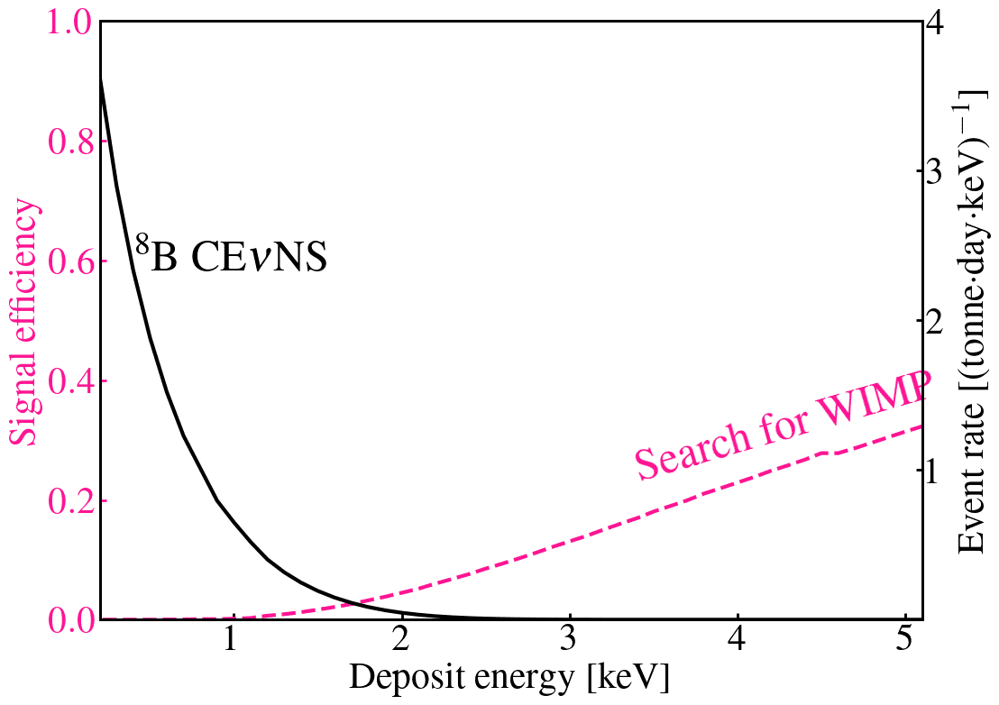 1.0
0.8
0.6
0.4
0.2
0.0
Signal efficiency
⁸B CEνNS
Search for WIMP
4
3
2
1
Event rate [(tonne·day·keV)⁻¹]
1 2 3 4 5
Deposit energy [keV]